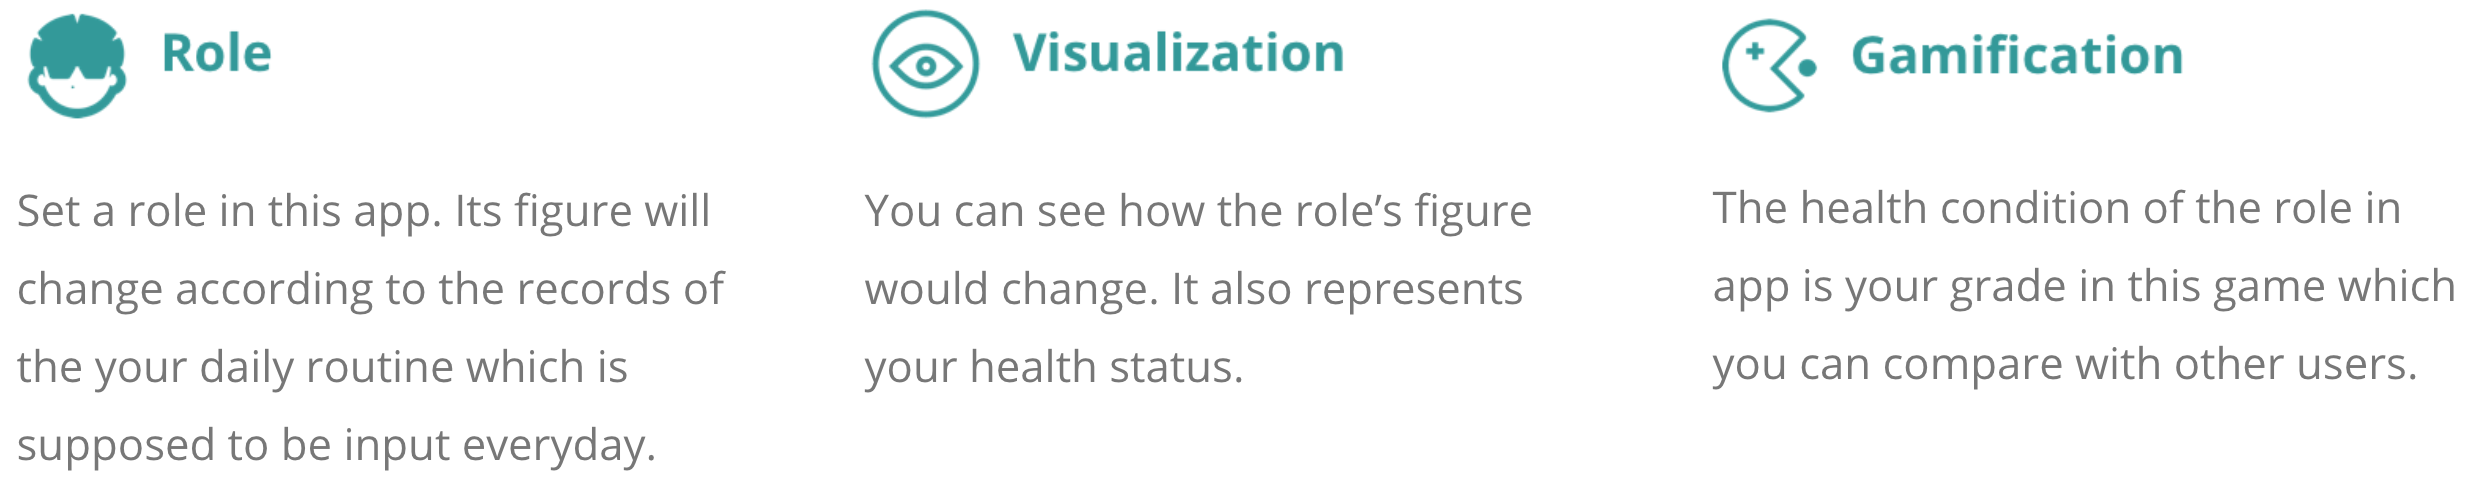 Role
Set a role in this app. Its figure will
change according to the records of
the your daily routine which is
supposed to be input everyday.
Visualization
You can see how the role’s figure
would change. It also represents
your health status.
Gamification
The health condition of the role in
app is your grade in this game which
you can compare with other users.